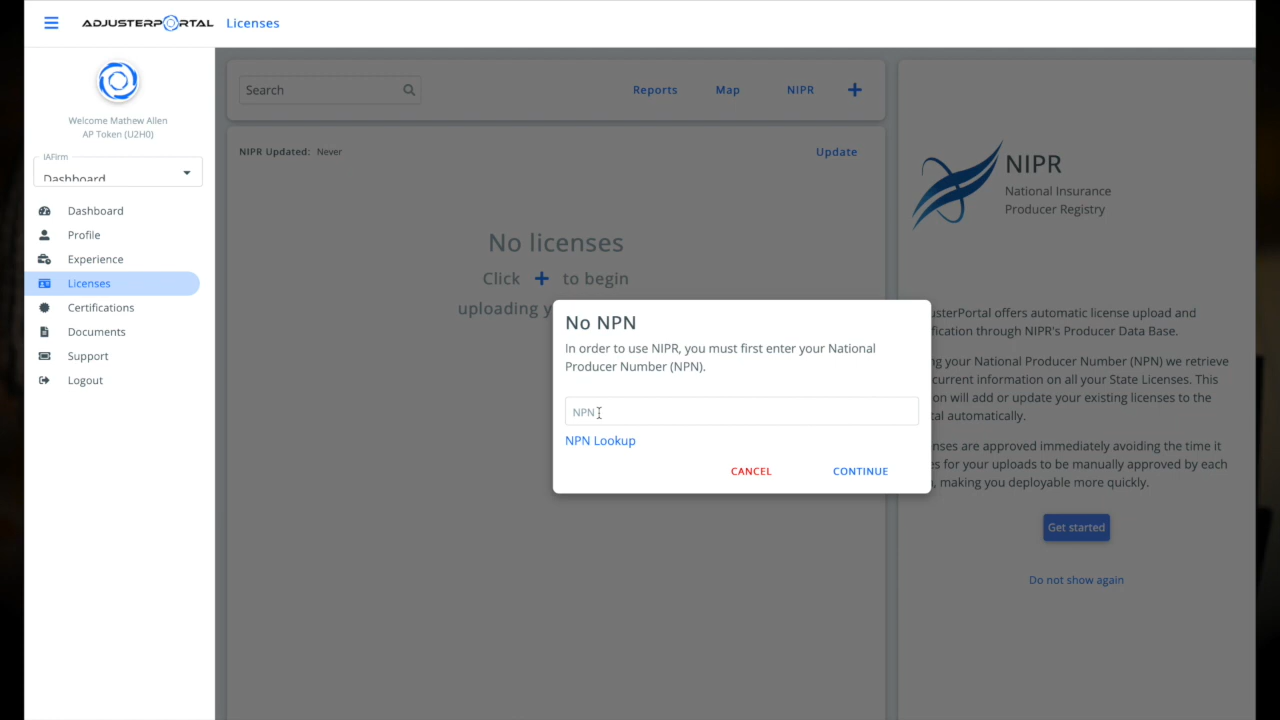 ADJUSTERPORTAL Licenses
Welcome Mathew Allen
AP Token (U2H0)
IAFirm
Dashboard
Dashboard
Profile
Experience
Licenses
Certifications
Documents
Support
Logout
Search
Reports Map NIPR +
NIPR Updated: Never Update
No licenses
Click + to begin
uploading
No NPN
In order to use NIPR, you must first enter your National
Producer Number (NPN).
NPN
NPN Lookup
CANCEL CONTINUE
NIPR
National Insurance
Producer Registry
offers automatic license upload and
through NIPR's Producer Data Base.
your National Producer Number (NPN) we retrieve
current information on all your State Licenses. This
will add or update your existing licenses to the
automatically.
are approved immediately avoiding the time it
for your uploads to be manually approved by each
, making you deployable more quickly.
Get started
Do not show again